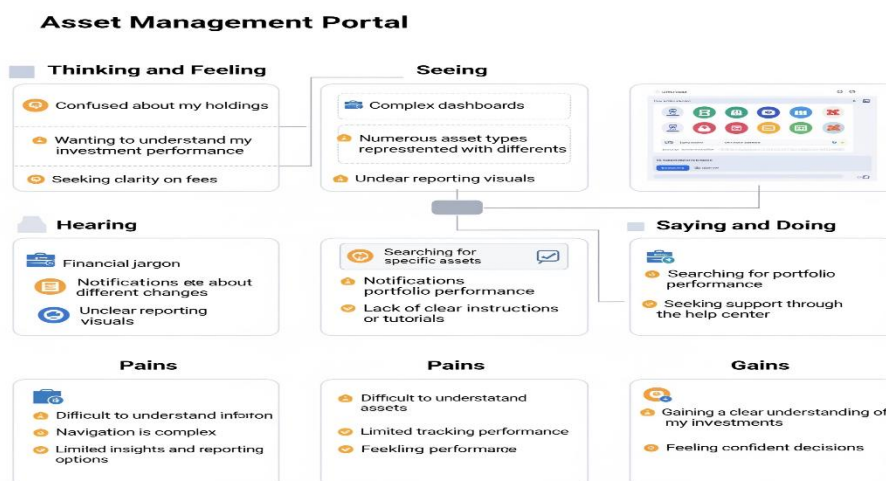 Asset Management Portal
Thinking and Feeling
Confused about my holdings
Wanting to understand my
investment performance
Seeking clarity on fees
Seeing
Complex dashboards
Numerous asset types
represtented with differents
Undear reporting visuals
Hearing
Financial jargon
Notifications ete about
different changes
Unclear reporting
visuals
Searching for
specific assets
Notifications
portfolio performance
Lack of clear instructions
or tutorials
Saying and Doing
Searching for portfolio
performance
Seeking support through
the help center
Pains
Difficult to understand infoiron
Navigation is complex
Limiled insights and reporting
options
Pains
Difficult to understatand
assets
Limited tracking performance
Feekling performance
Gains
Gaining a clear understanding of
my investments
Feeling confident decisions